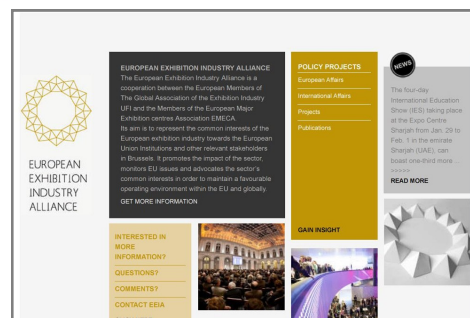 EUROPEAN
EXHIBITION
INDUSTRY
ALLIANCE
EUROPEAN EXHIBITION INDUSTRY ALLIANCE
The European Exhibition Industry Alliance is a
cooperation between the European Members of
The Global Association of the Exhibition Industry
UFI and the Members of the European Major
Exhibition centres Association EMECA.
Its aim is to represent the common interests of the
European exhibition industry towards the European
Union Institutions and other relevant stakeholders
in Brussels. It promotes the impact of the sector,
monitors EU issues and advocates the sector's
common interests in order to maintain a favourable
operating environment within the EU and globally.
GET MORE INFORMATION
POLICY PROJECTS
European Affairs
International Affairs
Projects
Publications
GAIN INSIGHT
NEWS
The four-day
International Education
Show (IES) taking place
at the Expo Centre
Sharjah from Jan. 29 to
Feb. 1 in the emirate
Sharjah (UAE), can
boast one-third more ...
>>>>>
READ MORE
INTERESTED IN
MORE
INFORMATION?
QUESTIONS?
COMMENTS?
CONTACT EEIA